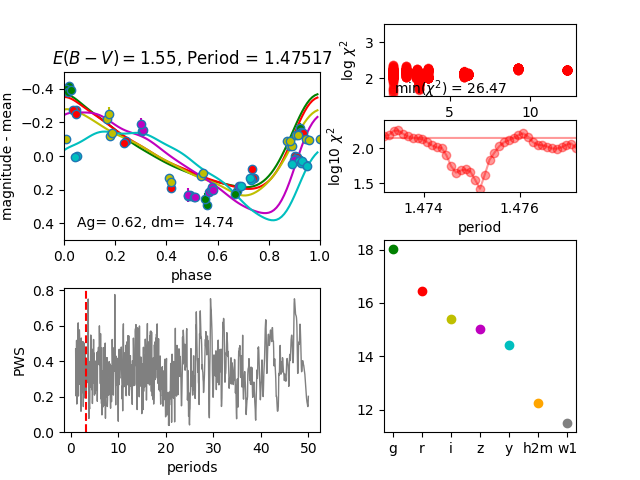 E(B − V) = 1.55, Period = 1.47517
magnitude - mean
−0.4
−0.2
0.0
0.2
0.4
Ag= 0.62, dm= 14.74
0.0 0.2 0.4 0.6 0.8 1.0
phase
log χ²
3
2
min(χ²) = 26.47
5 10
log10 χ²
2.0
1.5
1.474 1.476
period
PWS
0.8
0.6
0.4
0.2
0.0
0 10 20 30 40 50
periods
18
16
14
12
g r i z y h2m w1